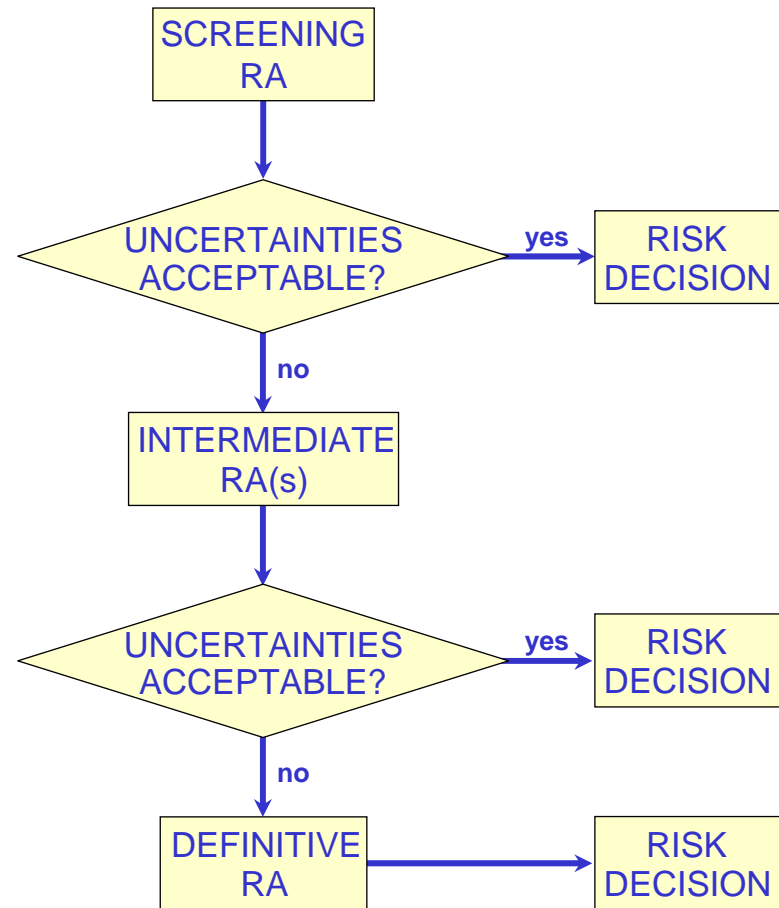 SCREENING
RA
UNCERTAINTIES
ACCEPTABLE?
yes
RISK
DECISION
no
INTERMEDIATE
RA(s)
UNCERTAINTIES
ACCEPTABLE?
yes
RISK
DECISION
no
DEFINITIVE
RA
RISK
DECISION